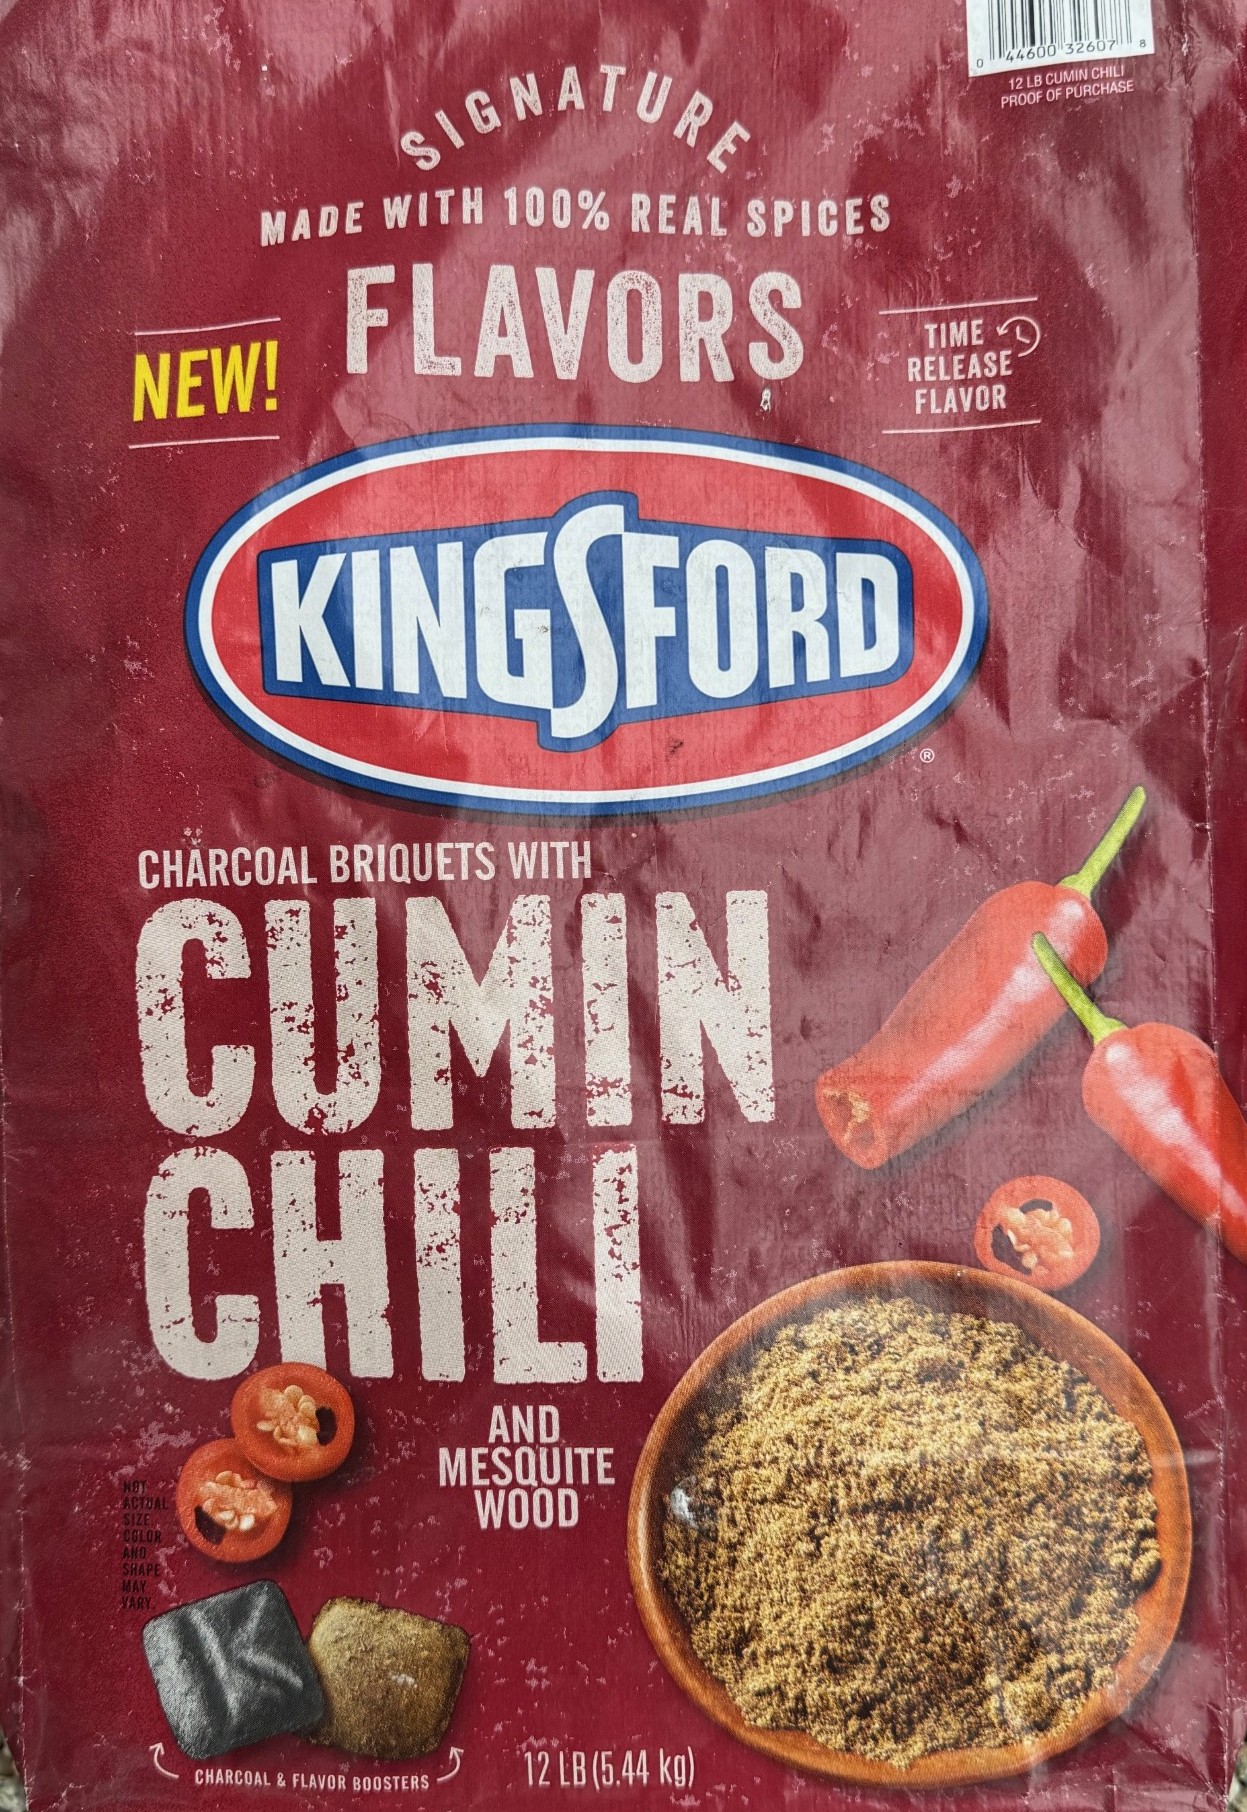 0 44600 32607 8
12 LB CUMIN CHILI
PROOF OF PURCHASE
SIGNATURE
MADE WITH 100% REAL SPICES
FLAVORS
NEW!
TIME
RELEASE
FLAVOR
KINGSFORD
®
CHARCOAL BRIQUETS WITH
CUMIN
CHILI
AND
MESQUITE
WOOD
NOT
ACTUAL
SIZE.
COLOR
AND
SHAPE
MAY
VARY.
K
CHARCOAL & FLAVOR BOOSTERS
12 LB (5.44 kg)